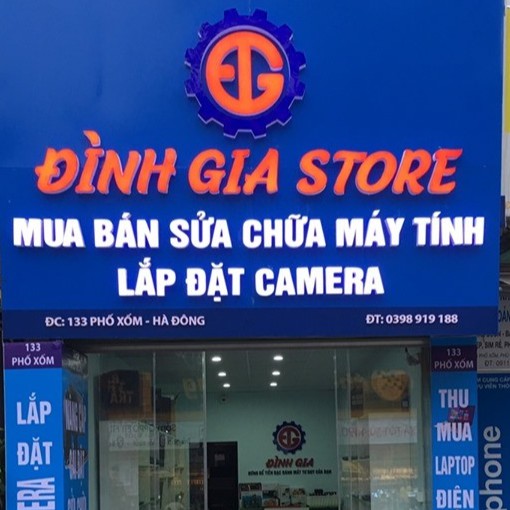 ĐG
ĐÌNH GIA STORE
MUA BÁN SỬA CHỮA MÁY TÍNH
LẮP ĐẶT CAMERA
ĐC: 133 PHỐ XỐM - HÀ ĐÔNG
ĐT: 0398 919 188
133
PHỐ XỐM
LẮP
ĐẶT
133
PHỐ XỐM
THU
MUA
LAPTOP
ĐIỆN
ĐÌNH GIA
phone